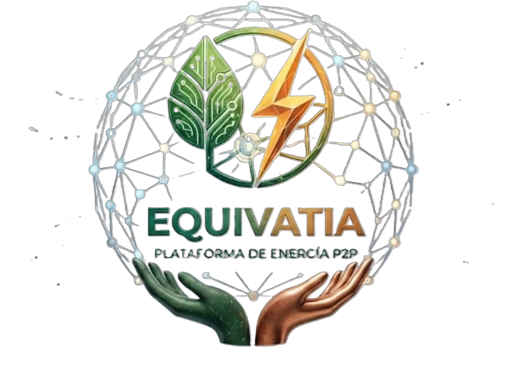 EQUIVATIA
PLATAFORMA DE ENERCÍA P2P